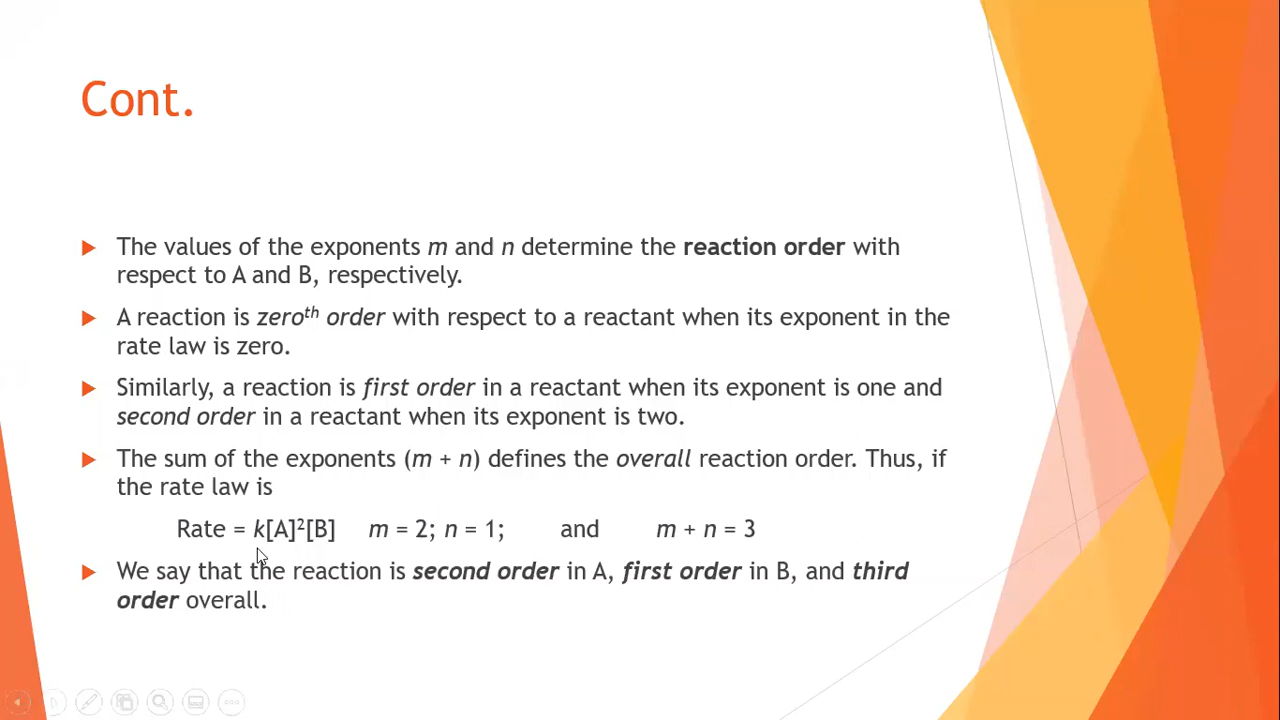 Cont.
The values of the exponents m and n determine the reaction order with
respect to A and B, respectively.
A reaction is zeroth order with respect to a reactant when its exponent in the
rate law is zero.
Similarly, a reaction is first order in a reactant when its exponent is one and
second order in a reactant when its exponent is two.
The sum of the exponents (m + n) defines the overall reaction order. Thus, if
the rate law is
Rate = k[A]²[B] m = 2; n = 1; and m + n = 3
We say that the reaction is second order in A, first order in B, and third
order overall.